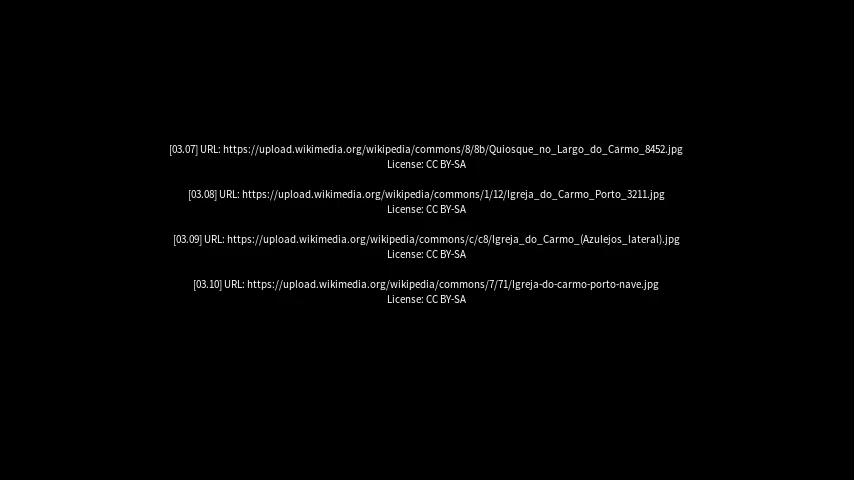 [03.07] URL: https://upload.wikimedia.org/wikipedia/commons/8/8b/Quiosque_no_Largo_do_Carmo_8452.jpg
License: CC BY-SA
[03.08] URL: https://upload.wikimedia.org/wikipedia/commons/1/12/Igreja_do_Carmo_Porto_3211.jpg
License: CC BY-SA
[03.09] URL: https://upload.wikimedia.org/wikipedia/commons/c/c8/Igreja_do_Carmo_(Azulejos_lateral).jpg
License: CC BY-SA
[03.10] URL: https://upload.wikimedia.org/wikipedia/commons/7/71/Igreja-do-carmo-porto-nave.jpg
License: CC BY-SA